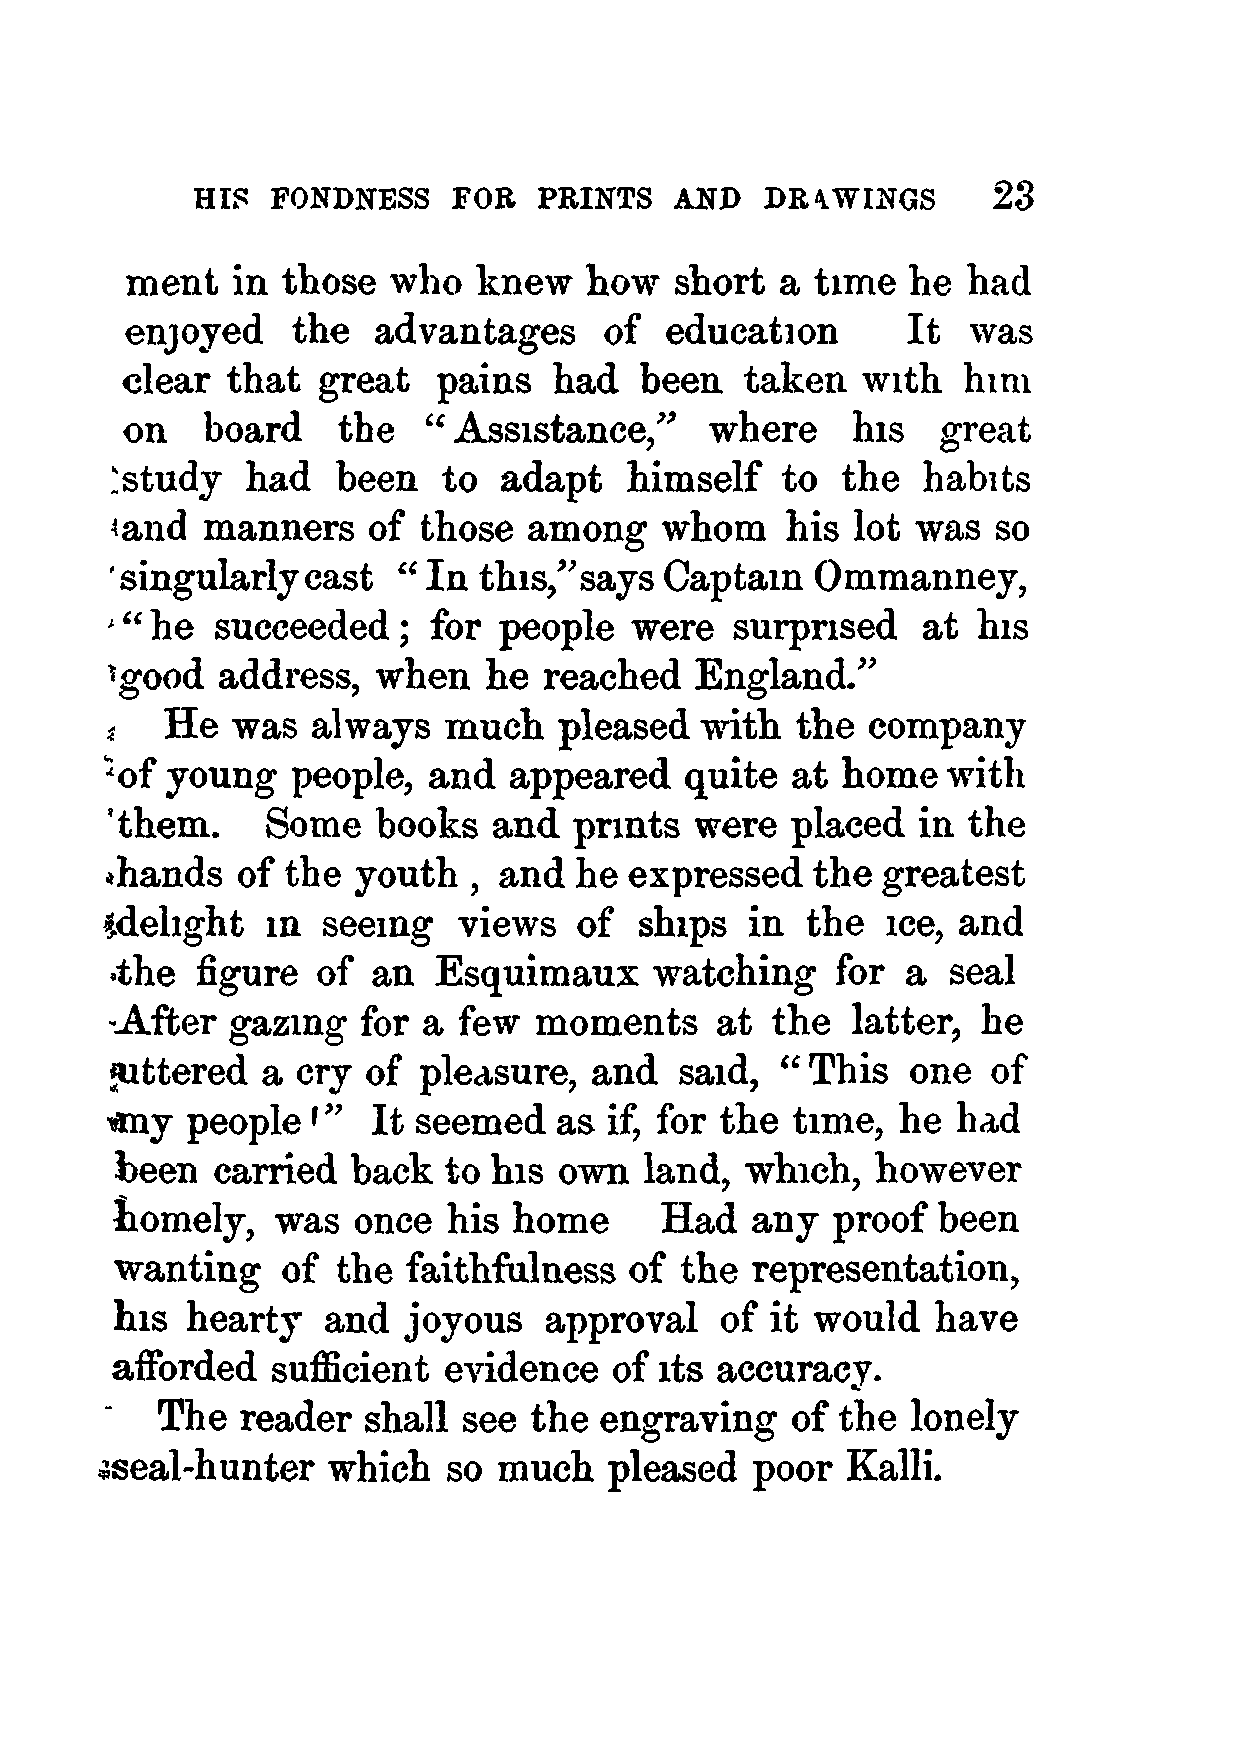 HIS FONDNESS FOR PRINTS AND DRAWINGS 23
ment in those who knew how short a time he had
enjoyed the advantages of education It was
clear that great pains had been taken with him
on board the “Assistance,” where his great
study had been to adapt himself to the habits
and manners of those among whom his lot was so
singularly cast “In this,” says Captain Ommanney,
“he succeeded; for people were surprised at his
good address, when he reached England.”
He was always much pleased with the company
of young people, and appeared quite at home with
them. Some books and prints were placed in the
hands of the youth, and he expressed the greatest
delight in seeing views of ships in the ice, and
the figure of an Esquimaux watching for a seal
After gazing for a few moments at the latter, he
uttered a cry of pleasure, and said, “This one of
my people!” It seemed as if, for the time, he had
been carried back to his own land, which, however
homely, was once his home Had any proof been
wanting of the faithfulness of the representation,
his hearty and joyous approval of it would have
afforded sufficient evidence of its accuracy.
The reader shall see the engraving of the lonely
seal-hunter which so much pleased poor Kalli.